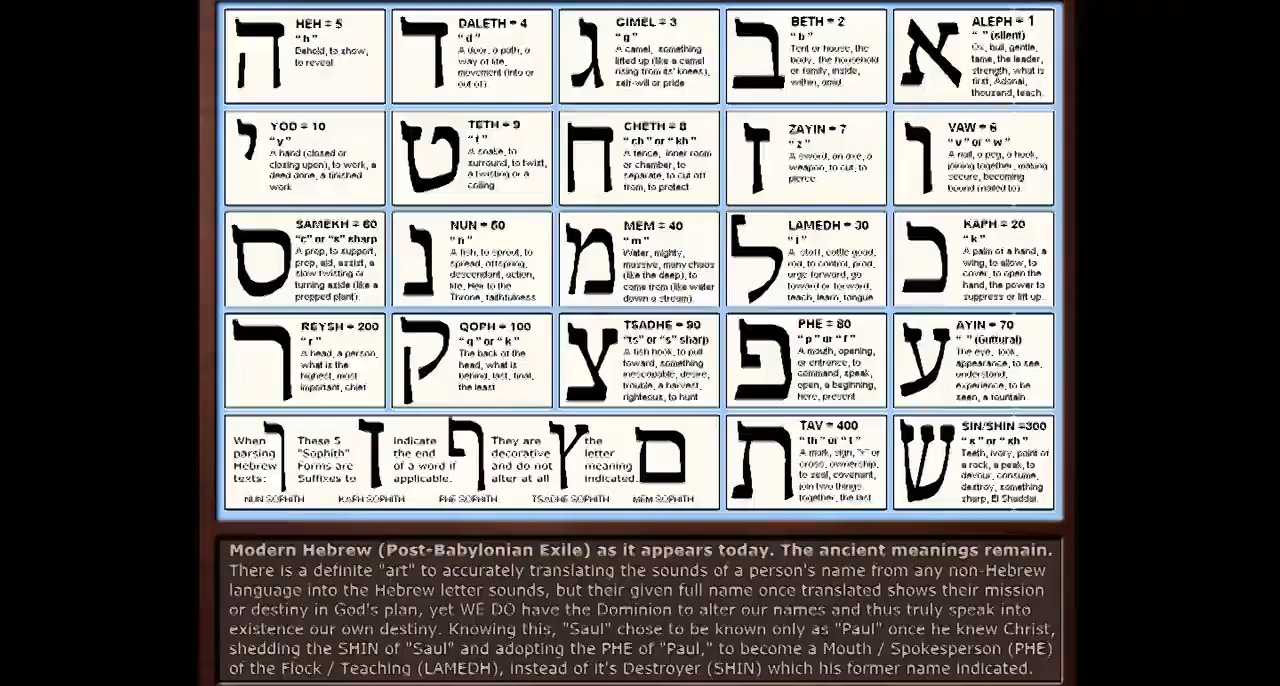 ה
HEH = 5
"h"
Behold, to show,
to reveal
ד
DALETH = 4
"d"
A door, a path, a
way of life,
movement (into or
out of)
ג
GIMEL = 3
"g"
A camel, something
lifted up (like a camel
rising from its' knees),
self-will or pride
ב
BETH = 2
"b"
Tent or house, the
body, the household
or family, inside,
within, amid
א
ALEPH = 1
" " (silent)
Ox, bull, gentle,
tame, the leader,
strength, what is
first, Adonai,
thousand, teach.
י
YOD = 10
"y"
A hand (closed or
closing upon), to work, a
deed done, a finished
work
ט
TETH = 9
"t"
A snake, to
surround, to twist,
a twisting or a
coiling
ח
CHETH = 8
"ch" or "kh"
A fence, inner room
or chamber, to
separate, to cut off
from, to protect
ז
ZAYIN = 7
"z"
A sword, an axe, a
weapon, to cut, to
pierce
ו
VAW = 6
"v" or "w"
A nail, a peg, a hook,
joining together, making
secure, becoming
bound (nailed to)
ס
SAMEKH = 60
"c" or "s" sharp
A prop, to support,
prop, aid, assist, a
slow twisting or
turning aside (like a
propped plant)
נ
NUN = 50
"n"
A fish, to sprout, to
spread, offspring,
descendant, action,
life, Heir to the
Throne, faithfulness
מ
MEM = 40
"m"
Water, mighty,
massive, many chaos
(like the deep), to
come from (like water
down a stream)
ל
LAMEDH = 30
"l"
A staff, cattle goad,
rod, to control, prod,
urge forward, go
toward or forward,
teach, learn, tongue
כ
KAPH = 20
"k"
A palm of a hand, a
wing, to allow, to
cover, to open the
hand, the power to
suppress or lift up.
ר
REYSH = 200
"r"
A head, a person,
what is the
highest, most
important, chief
ק
QOPH = 100
"q" or "k"
The back of the
head, what is
behind, last, final,
the least
צ
TSADHE = 90
"ts" or "s" sharp)
A fish hook, to pull
toward, something
inescapable, desire,
trouble, a harvest,
righteous, to hunt
פ
PHE = 80
"p" or "f"
A mouth, opening,
or entrance, to
command, speak,
open, a beginning,
here, present
ע
AYIN = 70
" " (Guttural)
The eye, look,
appearance, to see,
understand,
experience, to be
seen, a fountain
When parsing Hebrew texts:
ן
NUN SOPHITH
These 5 "Sophith" Forms are Suffixes to
ך
KAPH SOPHITH
indicate the end of a word if applicable.
ף
PHE SOPHITH
They are decorative and do not alter at all
ץ
TSADHE SOPHITH
the letter meaning indicated.
ם
MEM SOPHITH
ת
TAV = 400
"th" or "t"
A mark, sign, "x" or
cross, ownership,
to seal, covenant,
join two things
together, the last
ש
SIN/SHIN =300
"s" or "sh"
Teeth, ivory, point of
a rock, a peak, to
devour, consume,
destroy, something
sharp, El Shaddai
Modern Hebrew (Post-Babylonian Exile) as it appears today. The ancient meanings remain.
There is a definite "art" to accurately translating the sounds of a person's name from any non-Hebrew
language into the Hebrew letter sounds, but their given full name once translated shows their mission
or destiny in God's plan, yet WE DO have the Dominion to alter our names and thus truly speak into
existence our own destiny. Knowing this, "Saul" chose to be known only as "Paul" once he knew Christ,
shedding the SHIN of "Saul" and adopting the PHE of "Paul," to become a Mouth / Spokesperson (PHE)
of the Flock / Teaching (LAMEDH), instead of it's Destroyer (SHIN) which his former name indicated.